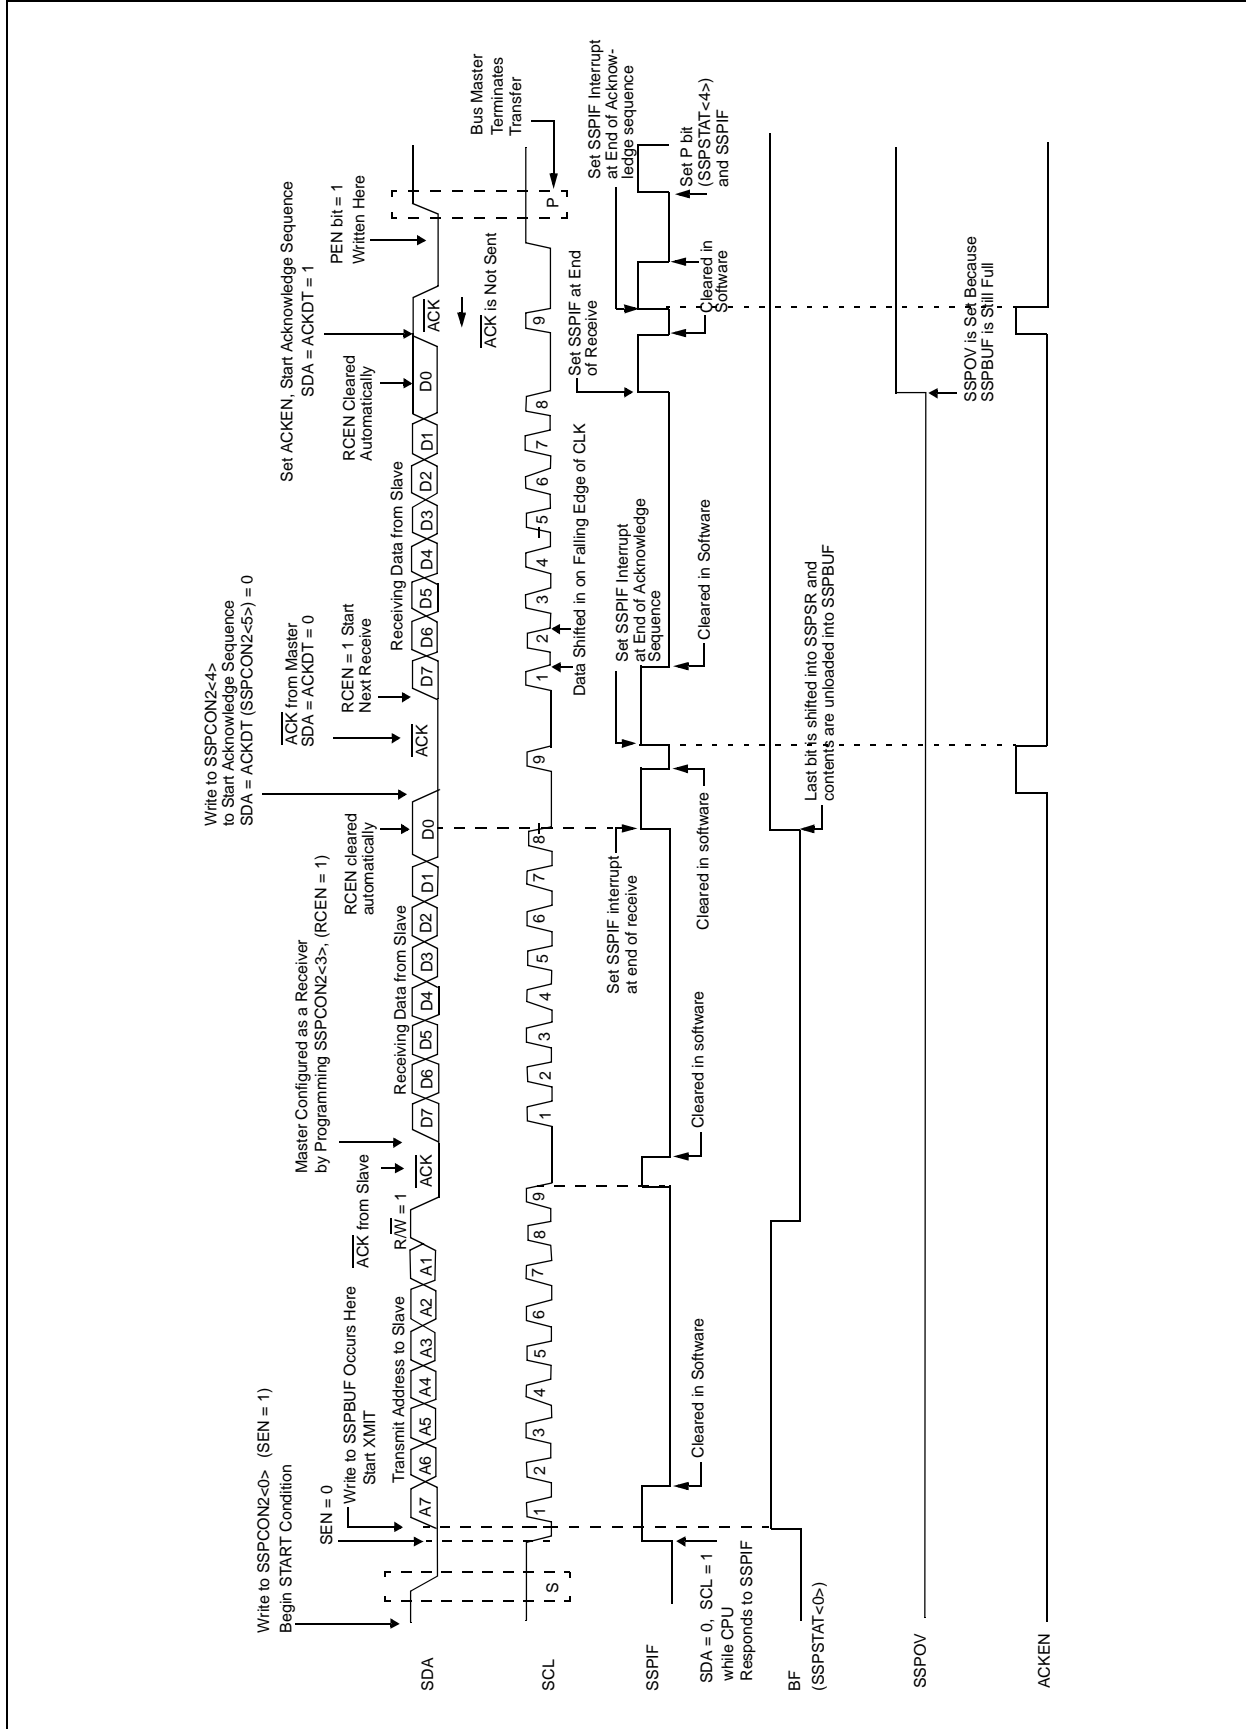 Write to SSPCON2<0> (SEN = 1)
Begin START Condition
SEN = 0
Write to SSPBUF Occurs Here
Start XMIT
Transmit Address to Slave
ACK from Slave
R/W = 1
Master Configured as a Receiver
by Programming SSPCON2<3>, (RCEN = 1)
Receiving Data from Slave
RCEN cleared
automatically
Write to SSPCON2<4>
to Start Acknowledge Sequence
SDA = ACKDT (SSPCON2<5>) = 0
ACK from Master
SDA = ACKDT = 0
RCEN = 1 Start
Next Receive
Receiving Data from Slave
RCEN Cleared
Automatically
Set ACKEN, Start Acknowledge Sequence
SDA = ACKDT = 1
PEN bit = 1
Written Here
SDA
A7 A6 A5 A4 A3 A2 A1 ACK D7 D6 D5 D4 D3 D2 D1 D0 ACK D7 D6 D5 D4 D3 D2 D1 D0 ACK
ACK is Not Sent
Bus Master
Terminates
Transfer
SCL
S 1 2 3 4 5 6 7 8 9 1 2 3 4 5 6 7 8 9 1 2 3 4 5 6 7 8 9 P
Data Shifted in on Falling Edge of CLK
Set SSPIF interrupt
at end of receive
Set SSPIF Interrupt
at End of Acknowledge
Sequence
Set SSPIF at End
of Receive
Set SSPIF Interrupt
at End of Acknow-
ledge sequence
SSPIF
SDA = 0, SCL = 1
while CPU
Responds to SSPIF
Cleared in Software
Cleared in software
Cleared in software
Cleared in Software
Cleared in
Software
Set P bit
(SSPSTAT<4>)
and SSPIF
BF
(SSPSTAT<0>)
Last bit is shifted into SSPSR and
contents are unloaded into SSPBUF
SSPOV
SSPOV is Set Because
SSPBUF is Still Full
ACKEN